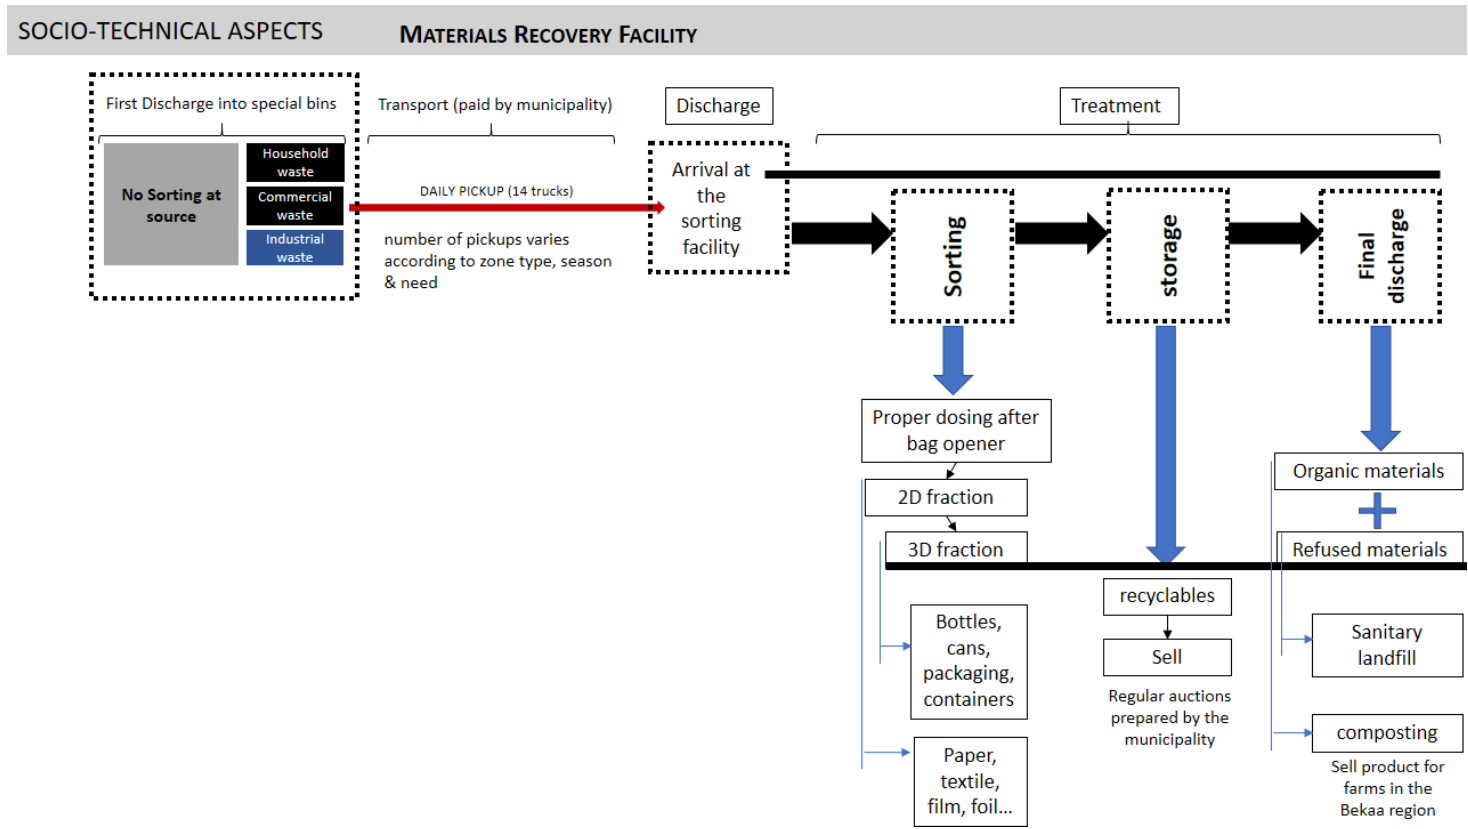 SOCIO-TECHNICAL ASPECTS
MATERIALS RECOVERY FACILITY
First Discharge into special bins
No Sorting at
source
Household
waste
Commercial
waste
Industrial
waste
Transport (paid by municipality)
DAILY PICKUP (14 trucks)
number of pickups varies
according to zone type, season
& need
Discharge
Arrival at
the
sorting
facility
Treatment
Sorting
storage
Final
discharge
Proper dosing after
bag opener
2D fraction
3D fraction
Bottles,
cans,
packaging,
containers
Paper,
textile,
film, foil...
recyclables
Sell
Regular auctions
prepared by the
municipality
Organic materials
Refused materials
Sanitary
landfill
composting
Sell product for
farms in the
Bekaa region